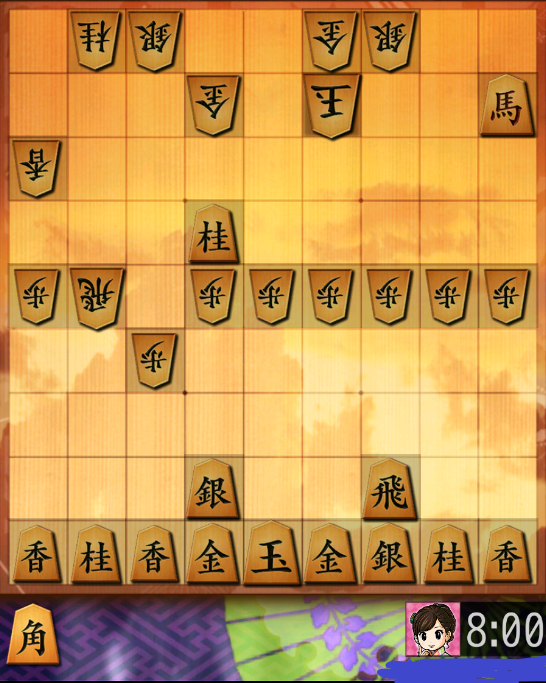 桂 銀 金 銀
金 玉 馬
香
桂
歩 飛 歩 歩 歩 歩 歩 歩
歩
銀 飛
香 桂 香 金 玉 金 銀 桂 香
角 8:00